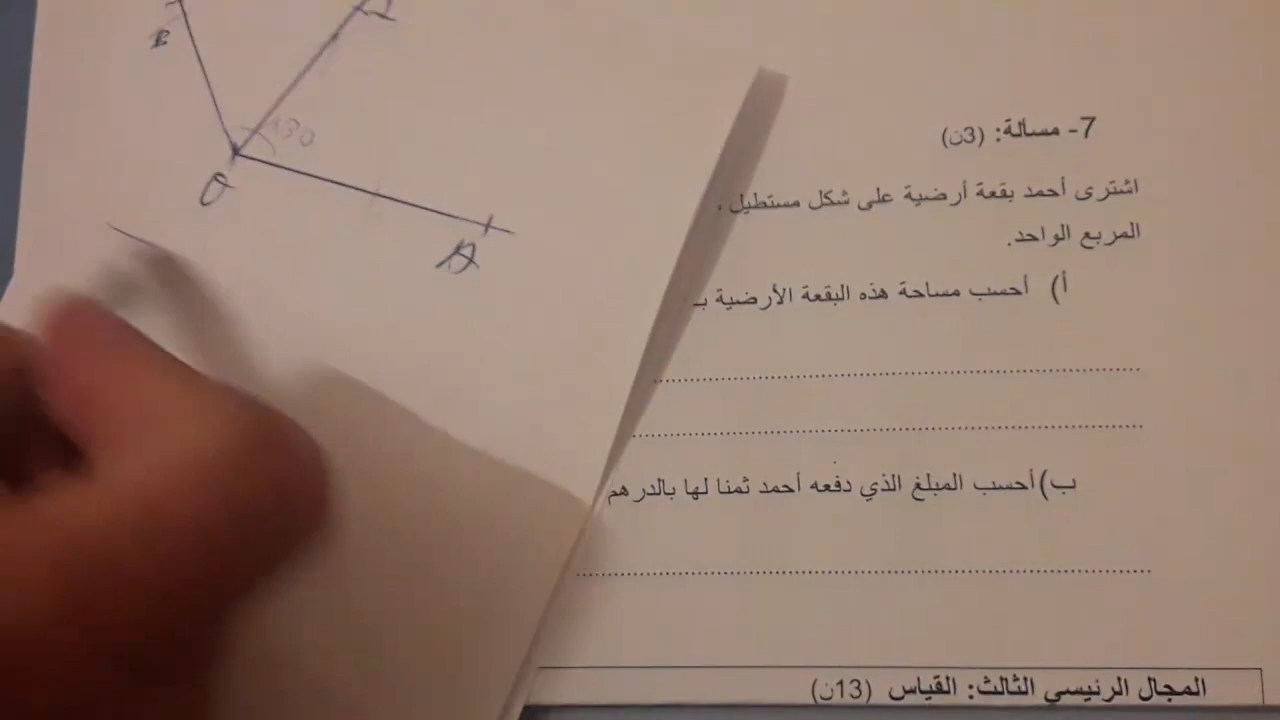 B
I
130
O
A
7- مسألة: (3ن)
اشترى أحمد بقعة أرضية على شكل مستطيل ،
المربع الواحد.
أ) أحسب مساحة هذه البقعة الأرضية بـ
ب) أحسب المبلغ الذي دفعه أحمد ثمنا لها بالدرهم
المجال الرئيسي الثالث: القياس (13ن)